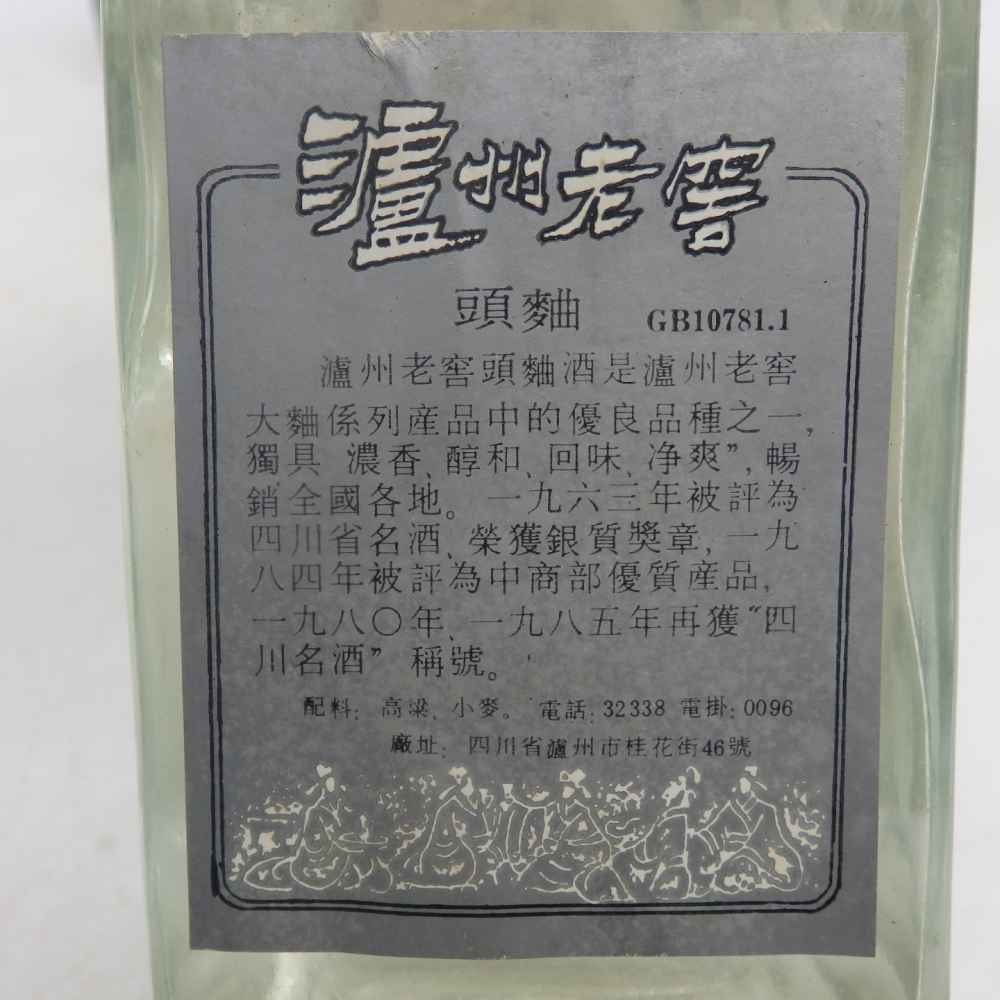 瀘州老窖
頭麯 GB10781.1
瀘州老窖頭麯酒是瀘州老窖
大麯係列産品中的優良品種之一,
獨具 濃香、醇和、回味、净爽”,暢
銷全國各地。一九六三年被評為
四川省名酒、榮獲銀質獎章,一九
八四年被評為中商部優質産品,
一九八〇年、一九八五年再獲“四
川名酒” 稱號。
配料: 高粱、小麥。 電話:32338 電掛:0096
廠址: 四川省瀘州市桂花街46號